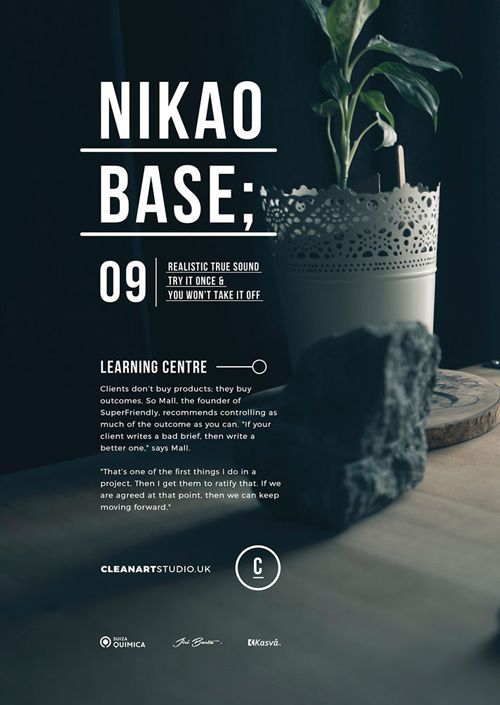 NIKAO
BASE;
09
REALISTIC TRUE SOUND
TRY IT ONCE &
YOU WON'T TAKE IT OFF
LEARNING CENTRE
Clients don't buy products; they buy
outcomes. So Mall, the founder of
SuperFriendly, recommends controlling as
much of the outcome as you can. "If your
client writes a bad brief, then write a
better one," says Mall.
"That's one of the first things I do in a
project. Then I get them to ratify that. If we
are agreed at that point, then we can keep
moving forward."
CLEANARTSTUDIO.UK
C
SUIZA
QUIMICA
Kasvå